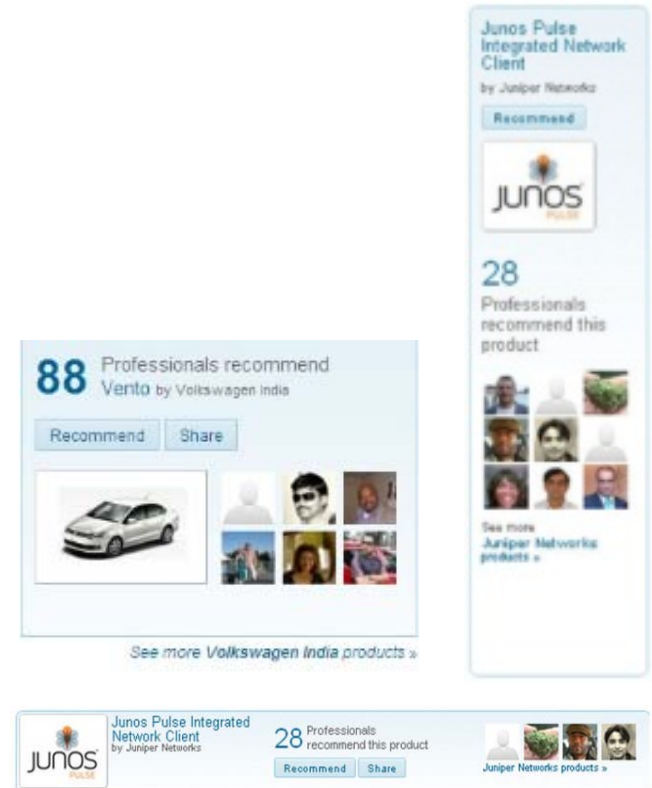 Junos Pulse
Integrated Network
Client
by Juniper Networks
Recommend
JUNOS
PULSE
28
Professionals
recommend this
product
See more
Juniper Networks
products »
88 Professionals recommend
Vento by Volkswagen India
Recommend Share
See more Volkswagen India products »
JUNOS
PULSE
Junos Pulse Integrated
Network Client
by Juniper Networks
28 Professionals
recommend this product
Recommend Share
Juniper Networks products »